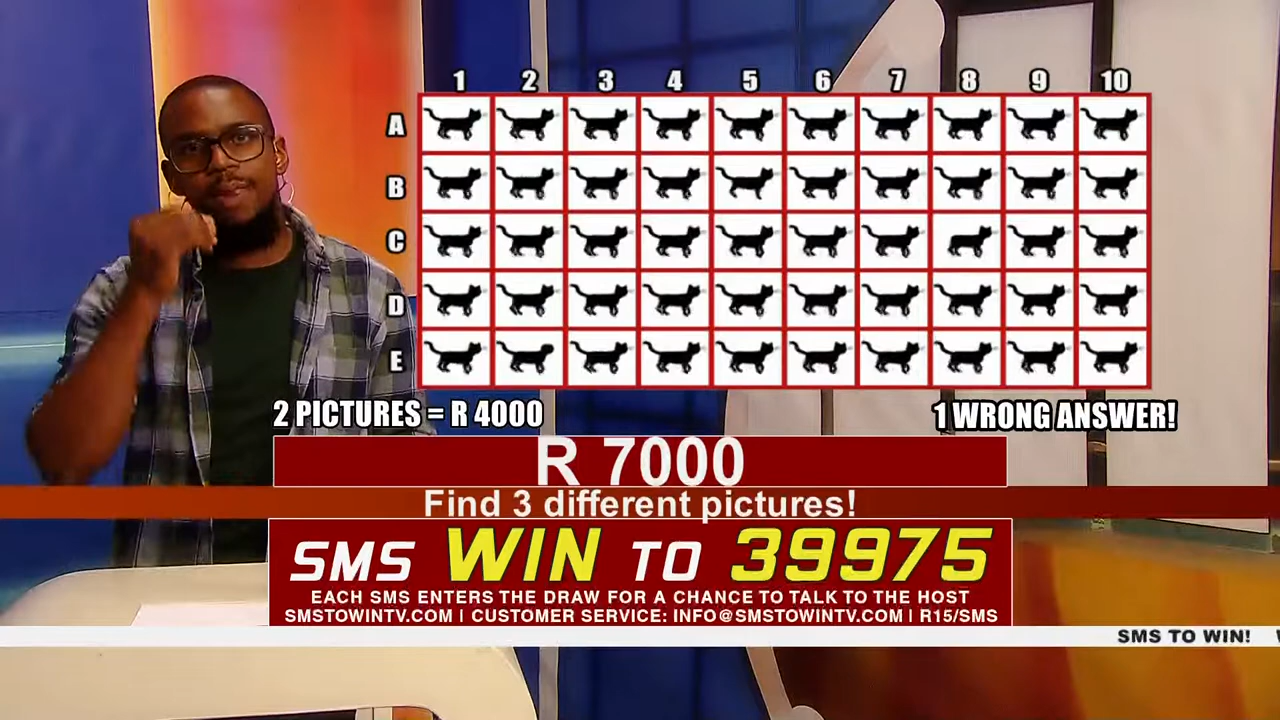 1 2 3 4 5 6 7 8 9 10
A
B
C
D
E
2 PICTURES = R 4000
1 WRONG ANSWER!
R 7000
Find 3 different pictures!
SMS WIN TO 39975
EACH SMS ENTERS THE DRAW FOR A CHANCE TO TALK TO THE HOST
SMSTOWINTV.COM | CUSTOMER SERVICE: INFO@SMSTOWINTV.COM | R15/SMS
SMS TO WIN!